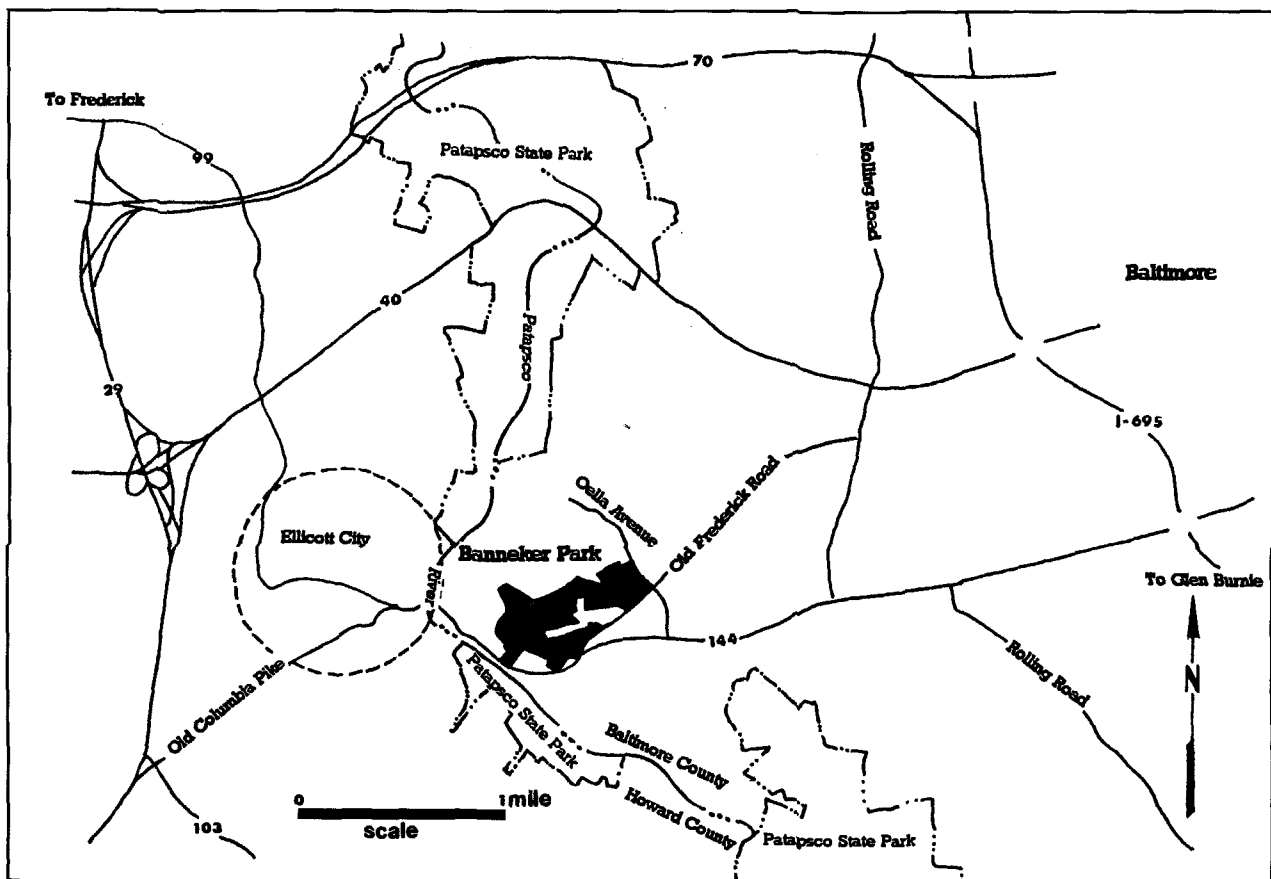 70
To Frederick
99
Patapsco State Park
Rolling Road
Baltimore
40
Patapsco
29
I-695
Oella Avenue
Old Frederick Road
Ellicott City
Banneker Park
River
To Glen Burnie
144
N
Old Columbia Pike
Patapsco State Park
Rolling Road
Baltimore County
Howard County
0 1 mile
scale
103
Patapsco State Park